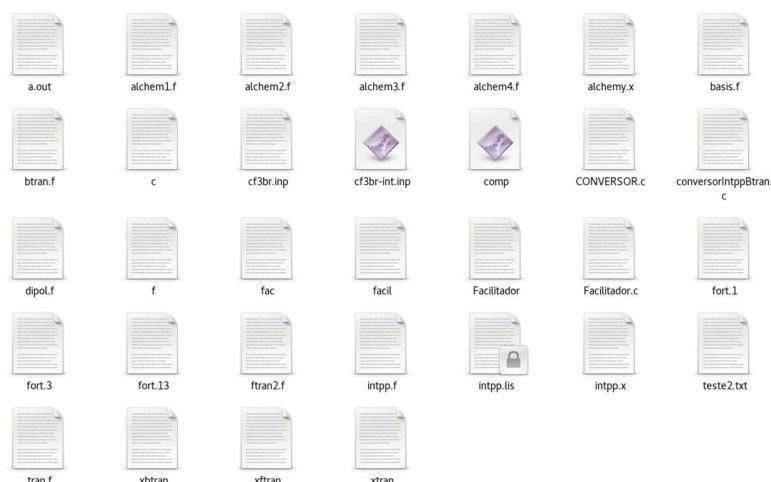 a.out alchem1.f alchem2.f alchem3.f alchem4.f alchemy.x basis.f
btran.f c cf3br.inp cf3br-int.inp comp CONVERSOR.c conversorIntppBtran.
c
dipol.f f fac facil Facilitador Facilitador.c fort.1
fort.3 fort.13 ftran2.f intpp.f intpp.lis intpp.x teste2.txt
tran.f xbtran xftran xtran